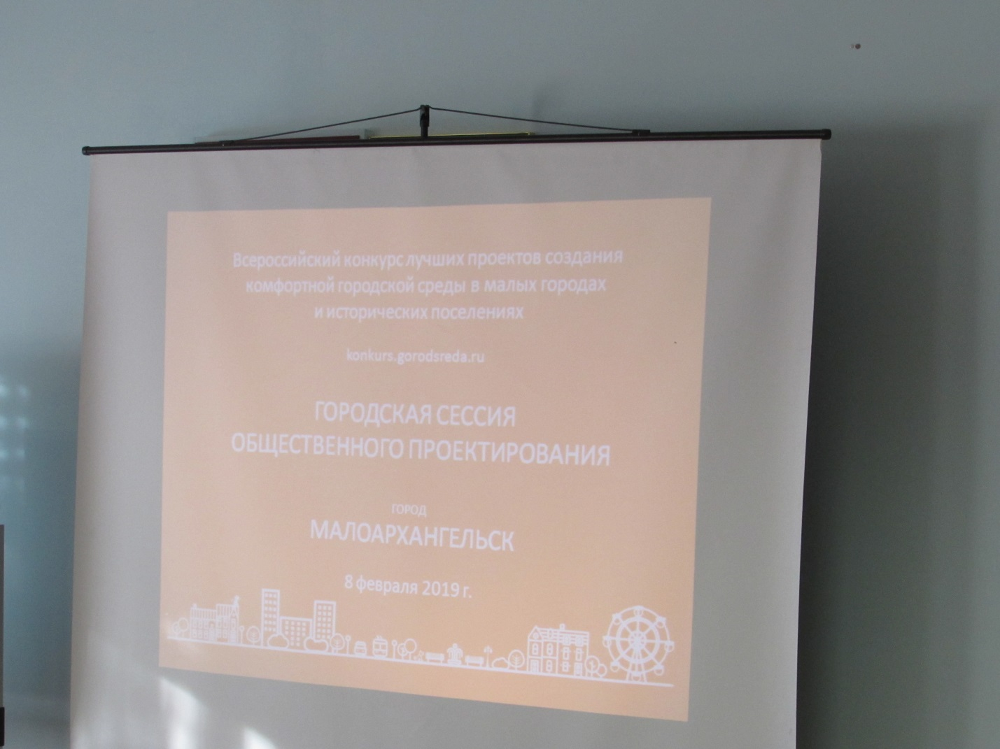 Всероссийский конкурс лучших проектов создания
комфортной городской среды в малых городах
и исторических поселениях
konkurs.gorodsreda.ru
ГОРОДСКАЯ СЕССИЯ
ОБЩЕСТВЕННОГО ПРОЕКТИРОВАНИЯ
ГОРОД
МАЛОАРХАНГЕЛЬСК
8 февраля 2019 г.